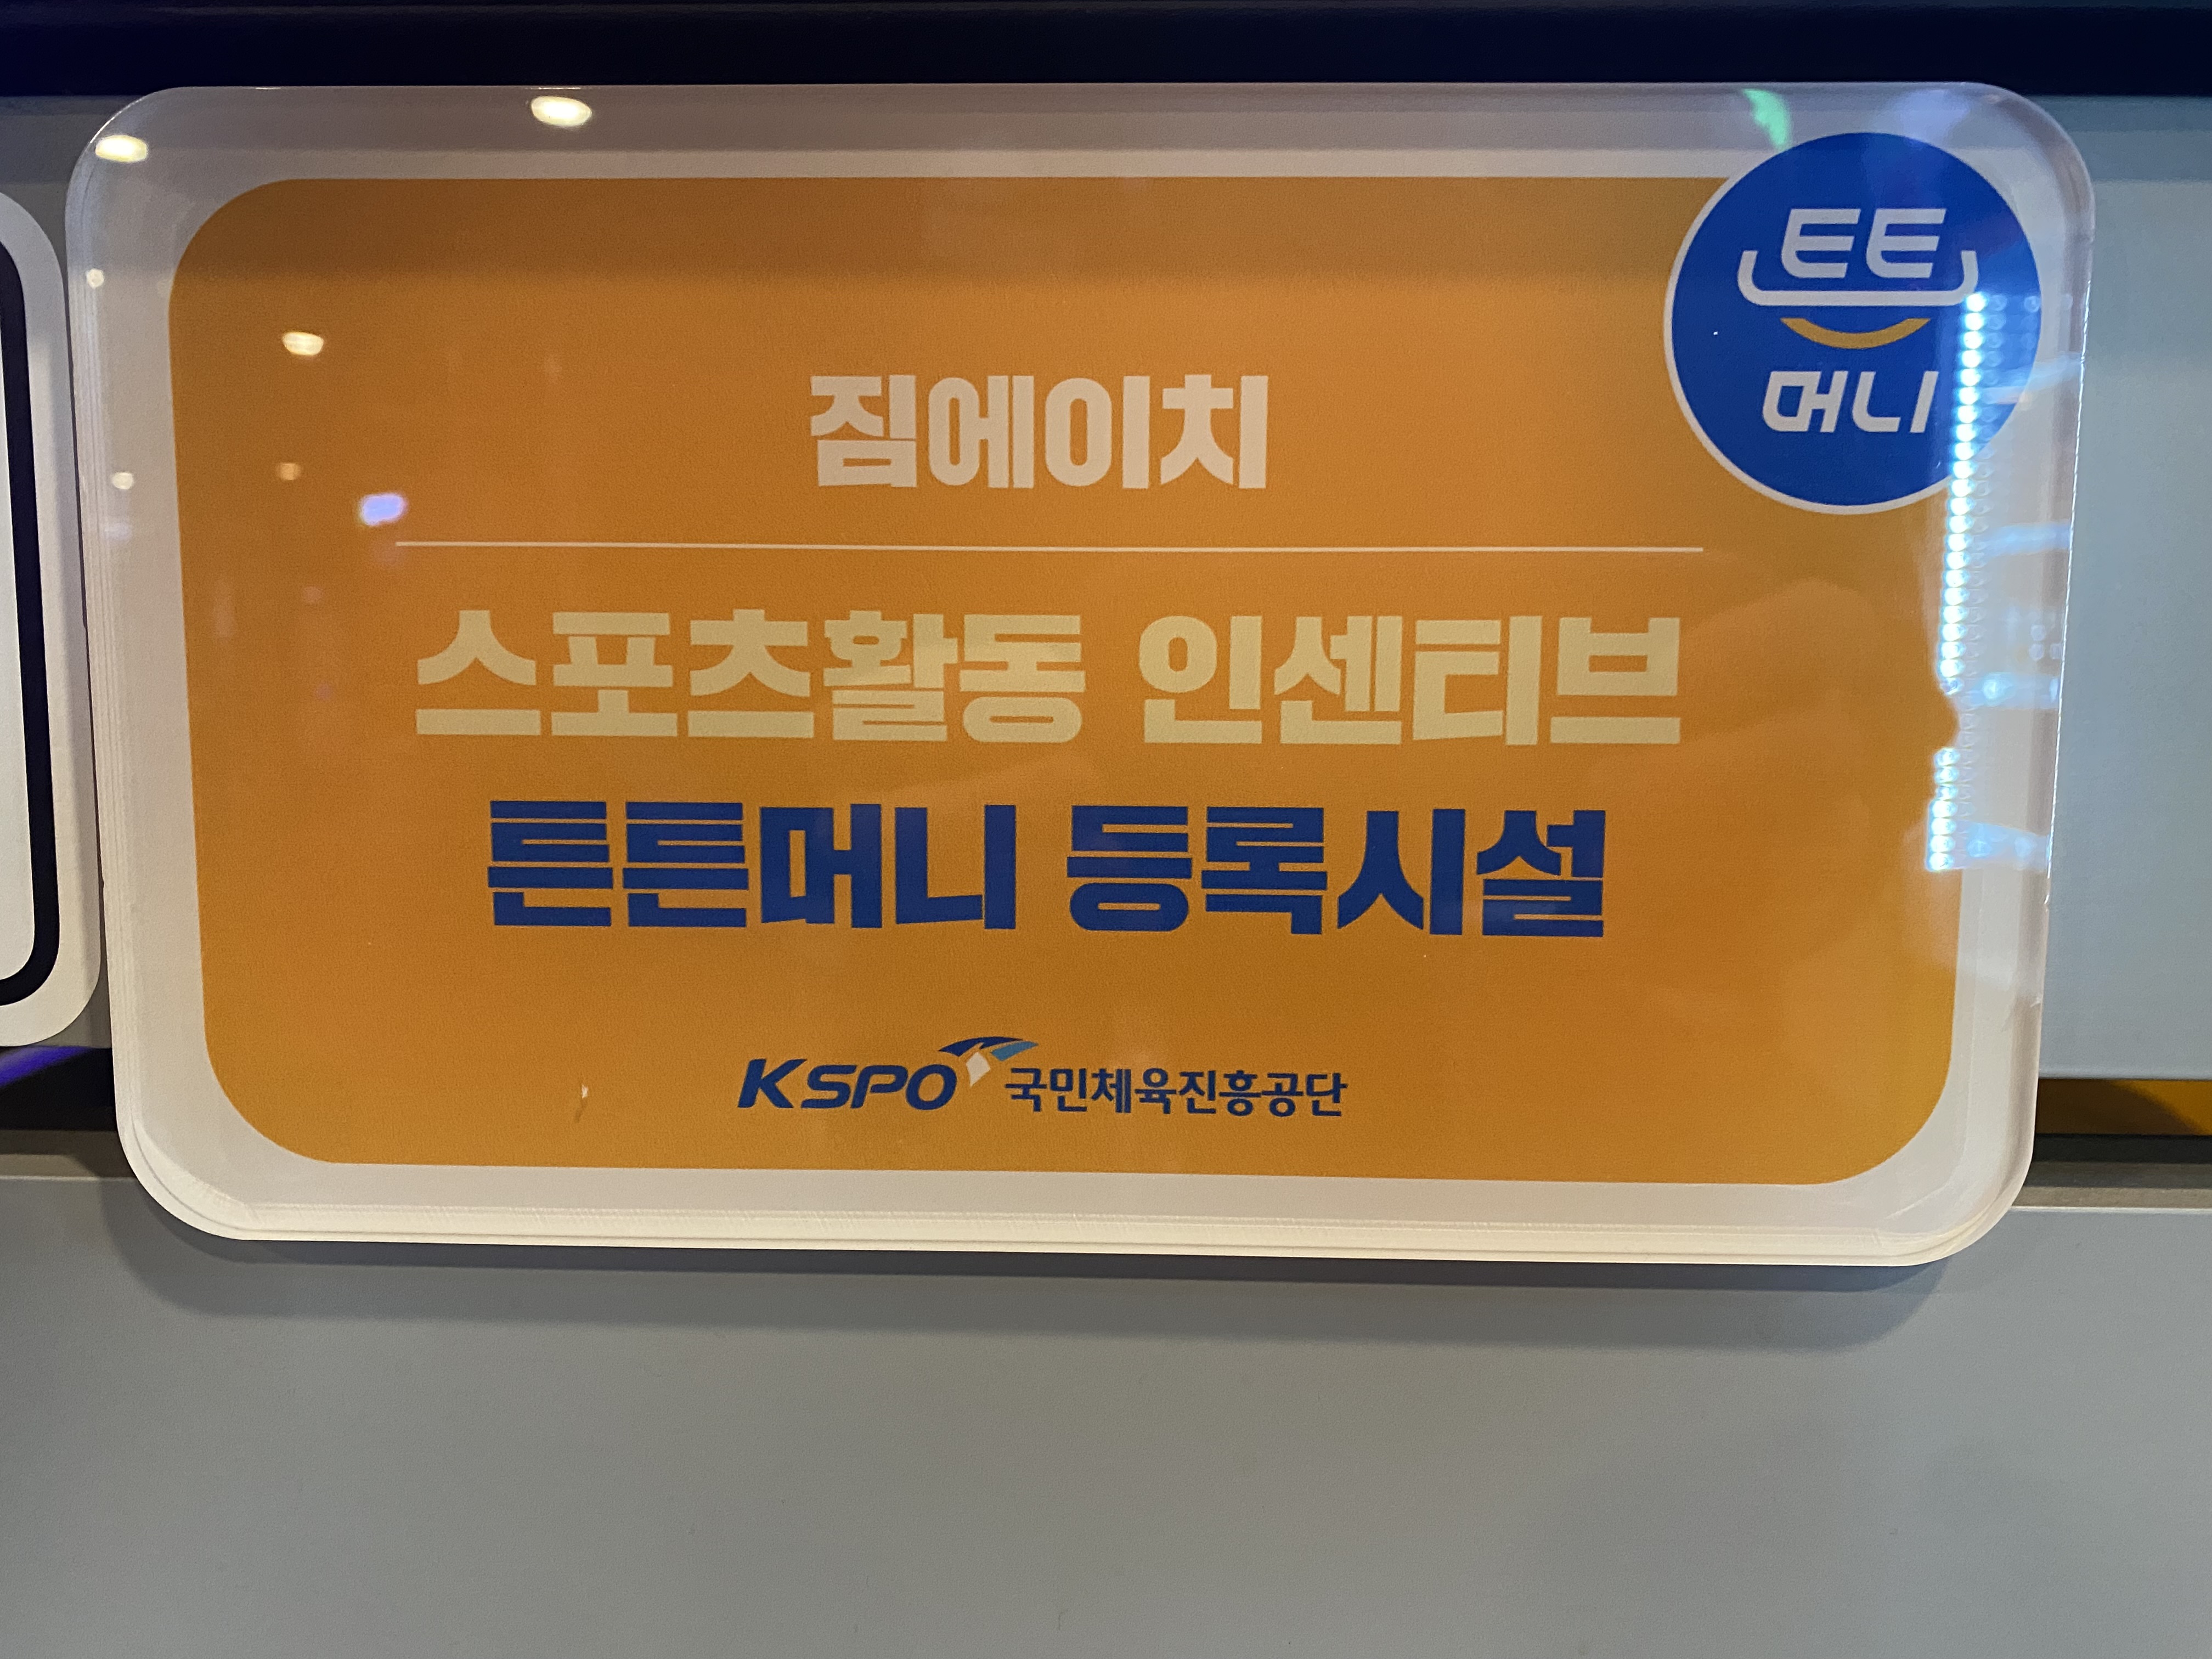 튼튼
머니
짐에이치
스포츠활동 인센티브
튼튼머니 등록시설
KSPO 국민체육진흥공단